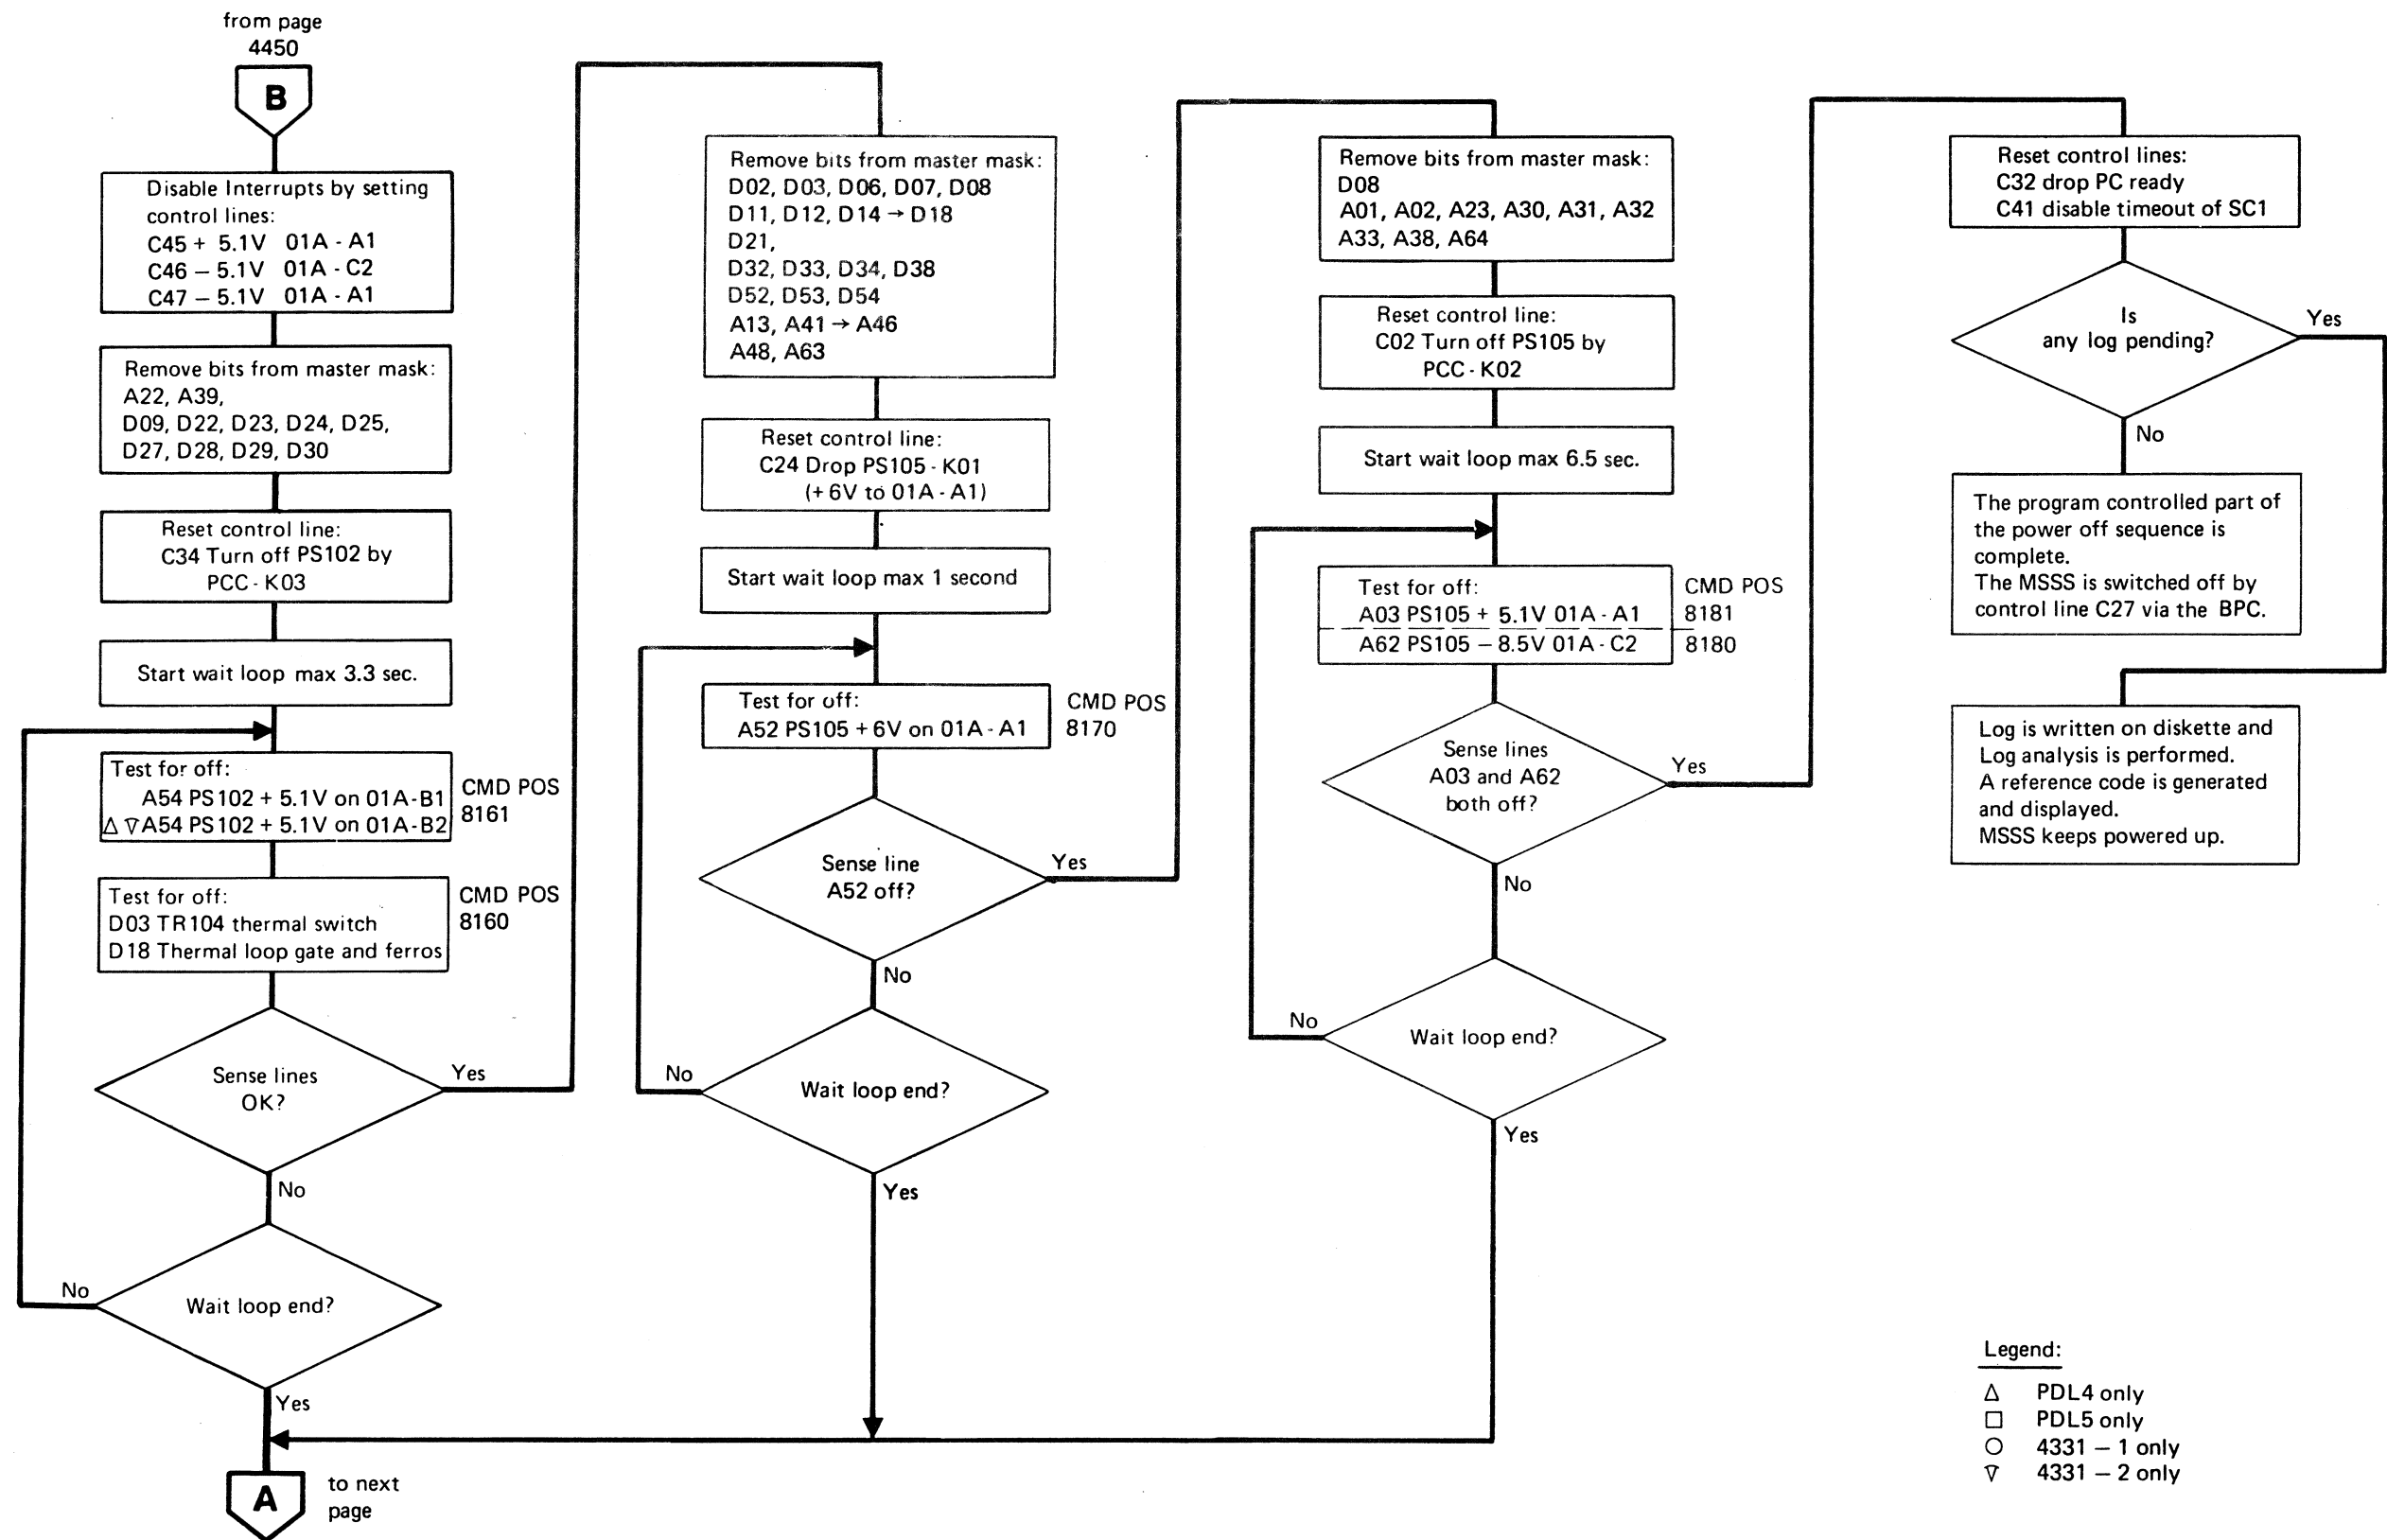 from page
4450
B
Disable Interrupts by setting
control lines:
C45 + 5.1V 01A - A1
C46 – 5.1V 01A - C2
C47 – 5.1V 01A - A1
Remove bits from master mask:
A22, A39,
D09, D22, D23, D24, D25,
D27, D28, D29, D30
Reset control line:
C34 Turn off PS102 by
PCC - K03
Start wait loop max 3.3 sec.
Test for off:
A54 PS102 + 5.1V on 01A-B1
△ ∇ A54 PS102 + 5.1V on 01A-B2
CMD POS
8161
Test for off:
D03 TR104 thermal switch
D18 Thermal loop gate and ferros
CMD POS
8160
Sense lines
OK?
Yes
No
Wait loop end?
No
Yes
A
to next
page
Remove bits from master mask:
D02, D03, D06, D07, D08
D11, D12, D14 → D18
D21,
D32, D33, D34, D38
D52, D53, D54
A13, A41 → A46
A48, A63
Reset control line:
C24 Drop PS105 - K01
(+ 6V to 01A - A1)
Start wait loop max 1 second
Test for off:
A52 PS105 + 6V on 01A - A1
CMD POS
8170
Sense line
A52 off?
Yes
No
Wait loop end?
No
Yes
Remove bits from master mask:
D08
A01, A02, A23, A30, A31, A32
A33, A38, A64
Reset control line:
C02 Turn off PS105 by
PCC - K02
Start wait loop max 6.5 sec.
Test for off:
A03 PS105 + 5.1V 01A - A1
A62 PS105 – 8.5V 01A - C2
CMD POS
8181
8180
Sense lines
A03 and A62
both off?
Yes
No
Wait loop end?
No
Yes
Reset control lines:
C32 drop PC ready
C41 disable timeout of SC1
Is
any log pending?
Yes
No
The program controlled part of
the power off sequence is
complete.
The MSSS is switched off by
control line C27 via the BPC.
Log is written on diskette and
Log analysis is performed.
A reference code is generated
and displayed.
MSSS keeps powered up.
Legend:
△ PDL4 only
□ PDL5 only
○ 4331 – 1 only
∇ 4331 – 2 only